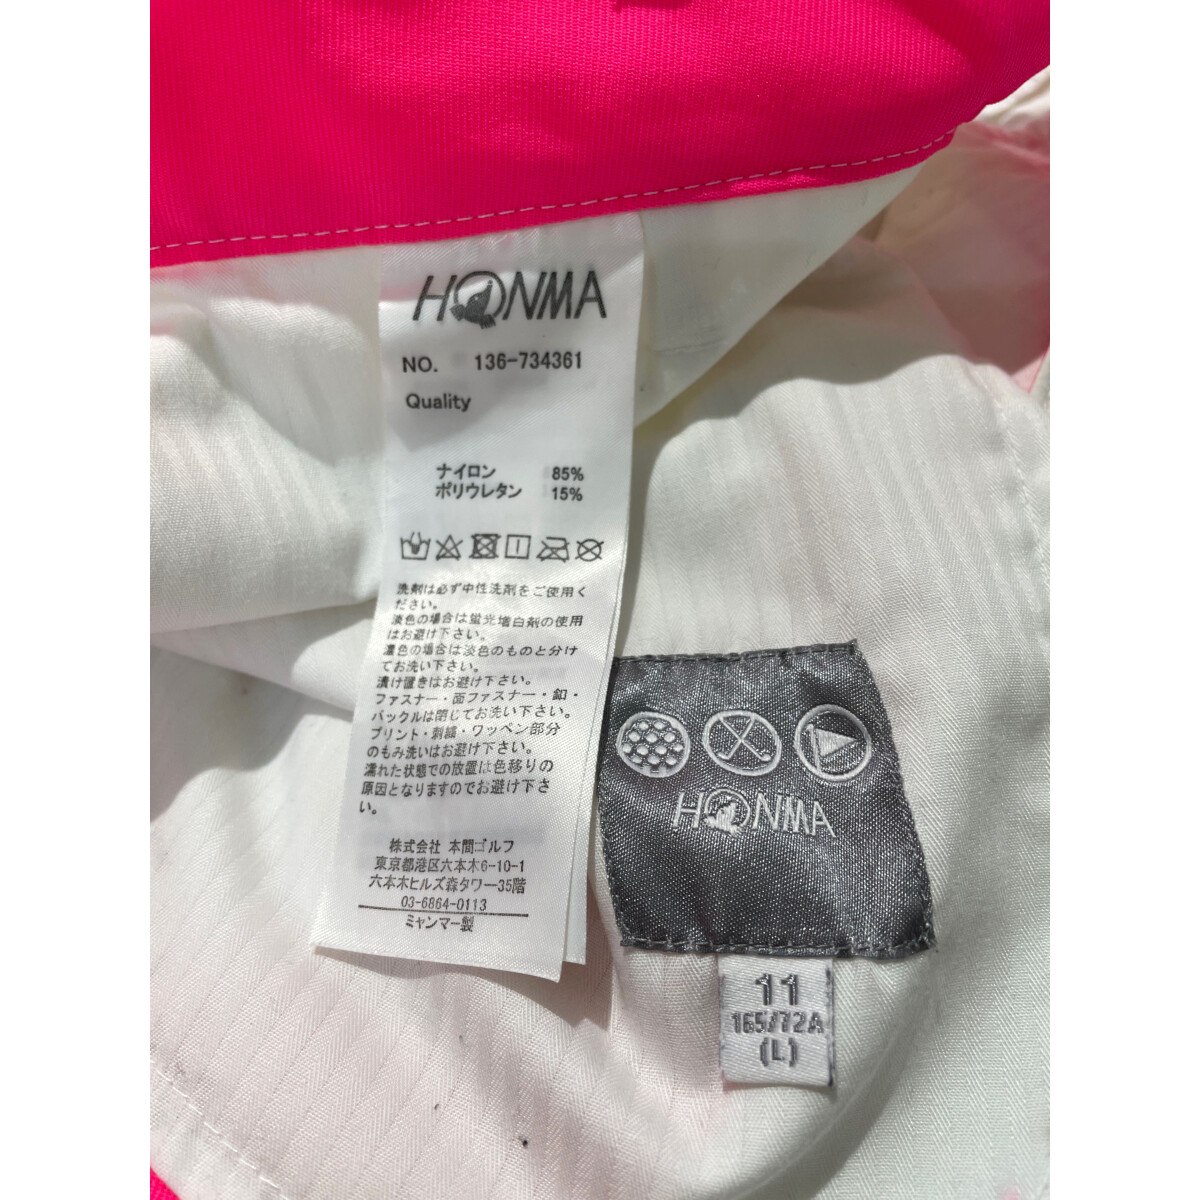 HONMA
NO. 136-734361
Quality
ナイロン 85%
ポリウレタン 15%
洗剤は必ず中性洗剤をご使用く
ださい。
淡色の場合は蛍光増白剤の使用
はお避け下さい。
濃色の場合は淡色のものと分け
てお洗い下さい。
漬け置きはお避け下さい。
ファスナー・面ファスナー・釦・
バックルは閉じてお洗い下さい。
プリント・刺繍・ワッペン部分
のもみ洗いはお避け下さい。
濡れた状態での放置は色移りの
原因となりますのでお避け下さ
い。
株式会社 本間ゴルフ
東京都港区六本木6-10-1
六本木ヒルズ森タワー35階
03-6864-0113
ミャンマー製
HONMA
11
165/72A
(L)